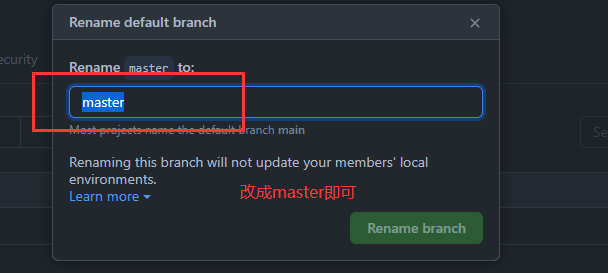 Rename default branch
ecurity
Rename master to:
master
Most projects name the default branch main
Se
Renaming this branch will not update your members' local
environments.
Learn more
改成master即可
Rename branch